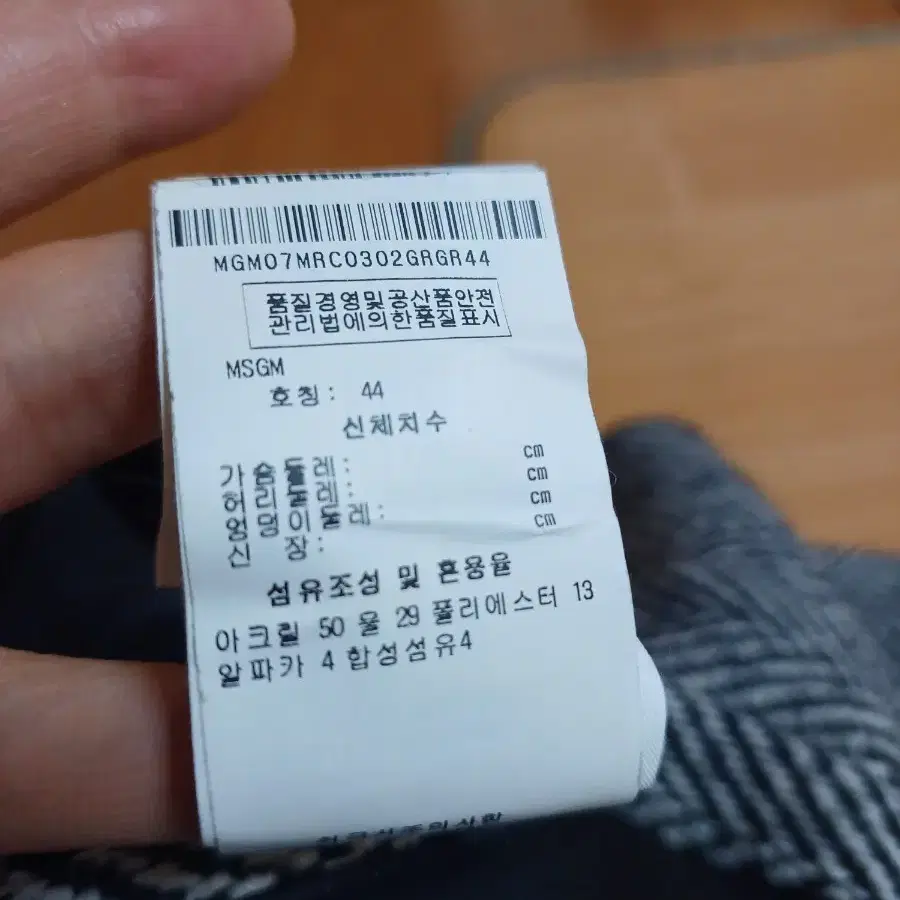 MGM07MRC0302GRGR44
품질경영및공산품안전
관리법에의한품질표시
MSGM
호칭: 44
신체치수
가슴둘레: cm
허리둘레: cm
엉덩이둘레: cm
신 장: cm
섬유조성 및 혼용율
아크릴 50 울 29 폴리에스터 13
알파카 4 합성섬유4